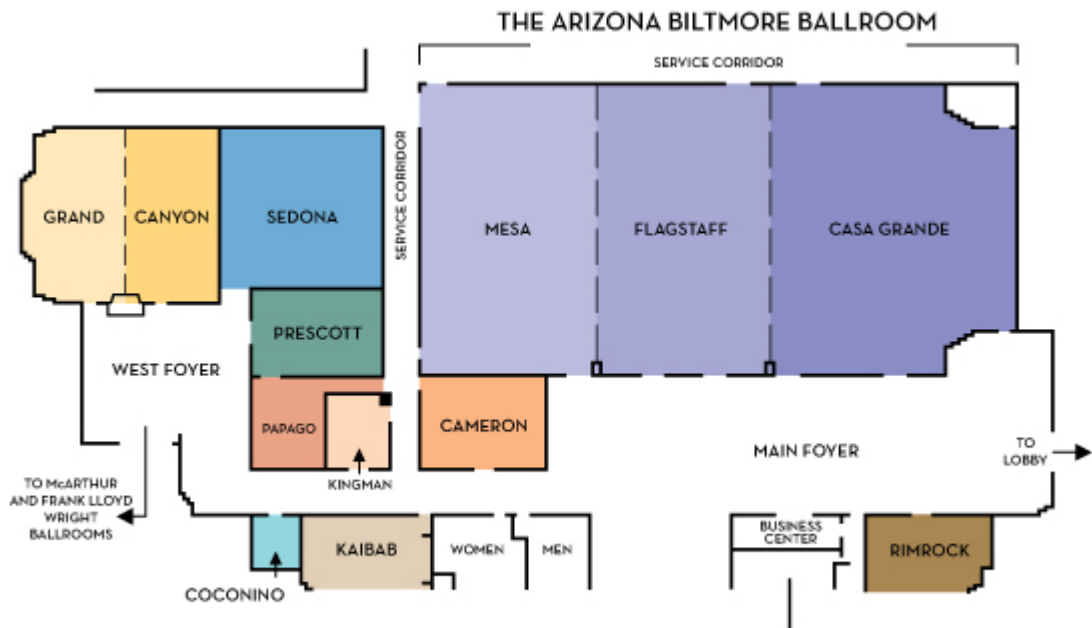 THE ARIZONA BILTMORE BALLROOM
SERVICE CORRIDOR
SERVICE CORRIDOR
GRAND
CANYON
SEDONA
MESA
FLAGSTAFF
CASA GRANDE
PRESCOTT
WEST FOYER
PAPAGO
CAMERON
KINGMAN
MAIN FOYER
TO
LOBBY
TO McARTHUR
AND FRANK LLOYD
WRIGHT
BALLROOMS
COCONINO
KAIBAB
WOMEN
MEN
BUSINESS
CENTER
RIMROCK